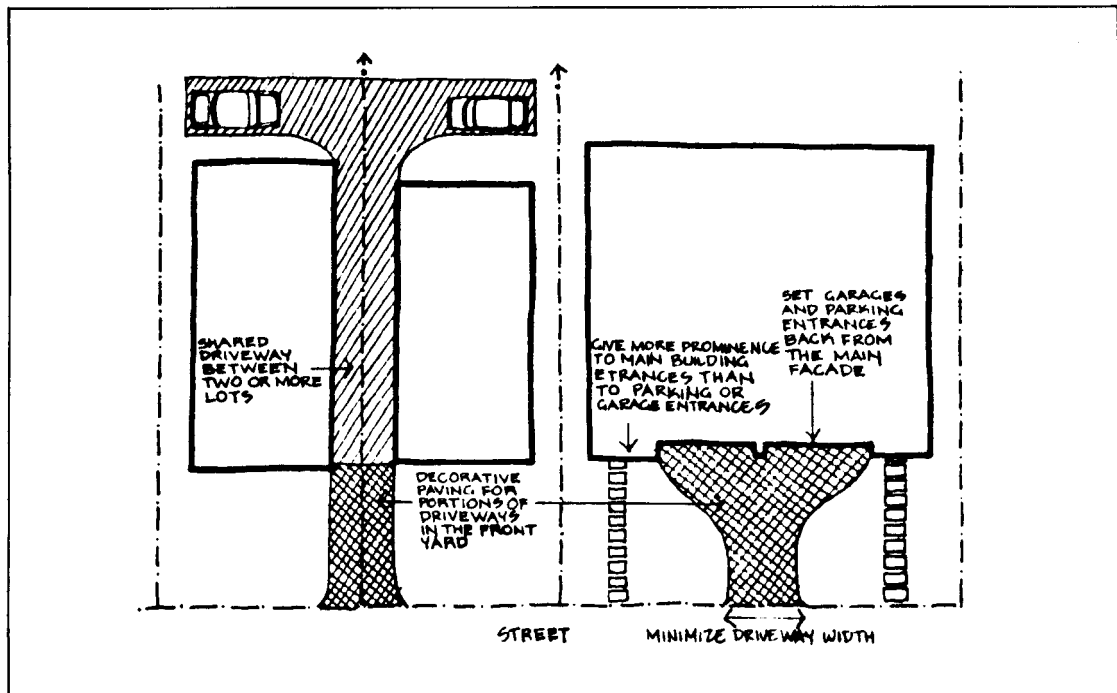 SHARED
DRIVEWAY
BETWEEN
TWO OR MORE
LOTS
DECORATIVE
PAVING FOR
PORTIONS OF
DRIVEWAYS
IN THE FRONT
YARD
GIVE MORE PROMINENCE
TO MAIN BUILDING
ETRANCES THAN
TO PARKING OR
GARAGE ENTRANCES
SET GARAGES
AND PARKING
ENTRANCES
BACK FROM
THE MAIN
FACADE
STREET
MINIMIZE DRIVEWAY WIDTH